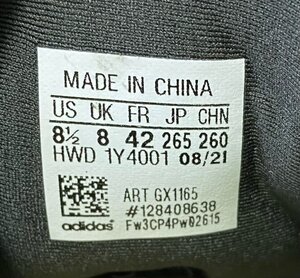 MADE IN CHINA
US UK FR JP CHN
8½ 8 42 265 260
HWD 1Y4001 08/21
ART GX1165
#128408638
adidas Fw3CP4Pw02615